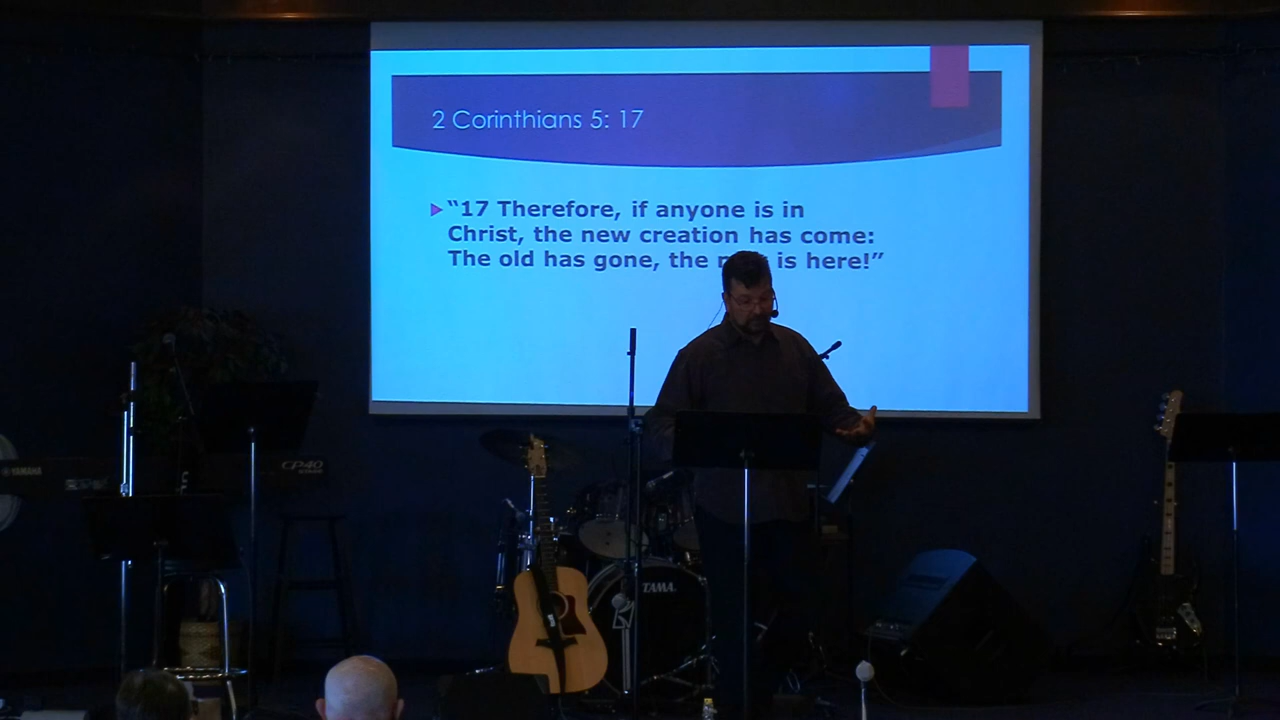 2 Corinthians 5: 17
“17 Therefore, if anyone is in
Christ, the new creation has come:
The old has gone, the is here!”
YAMAHA
CP40
TAMA